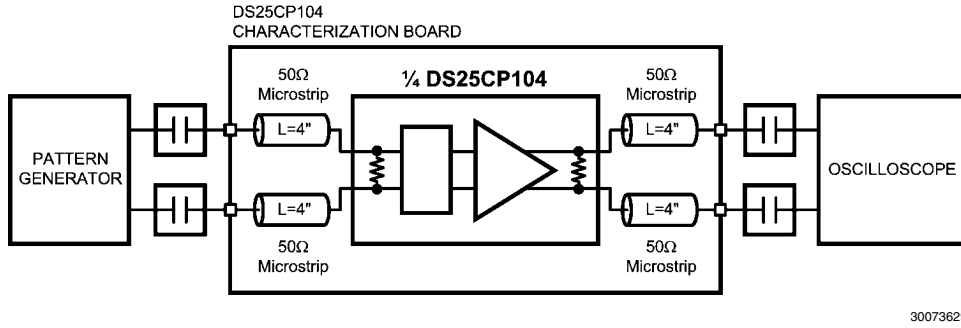 DS25CP104
CHARACTERIZATION BOARD
50Ω
Microstrip
¼ DS25CP104
50Ω
Microstrip
L=4"
L=4"
PATTERN
GENERATOR
OSCILLOSCOPE
L=4"
L=4"
50Ω
Microstrip
50Ω
Microstrip